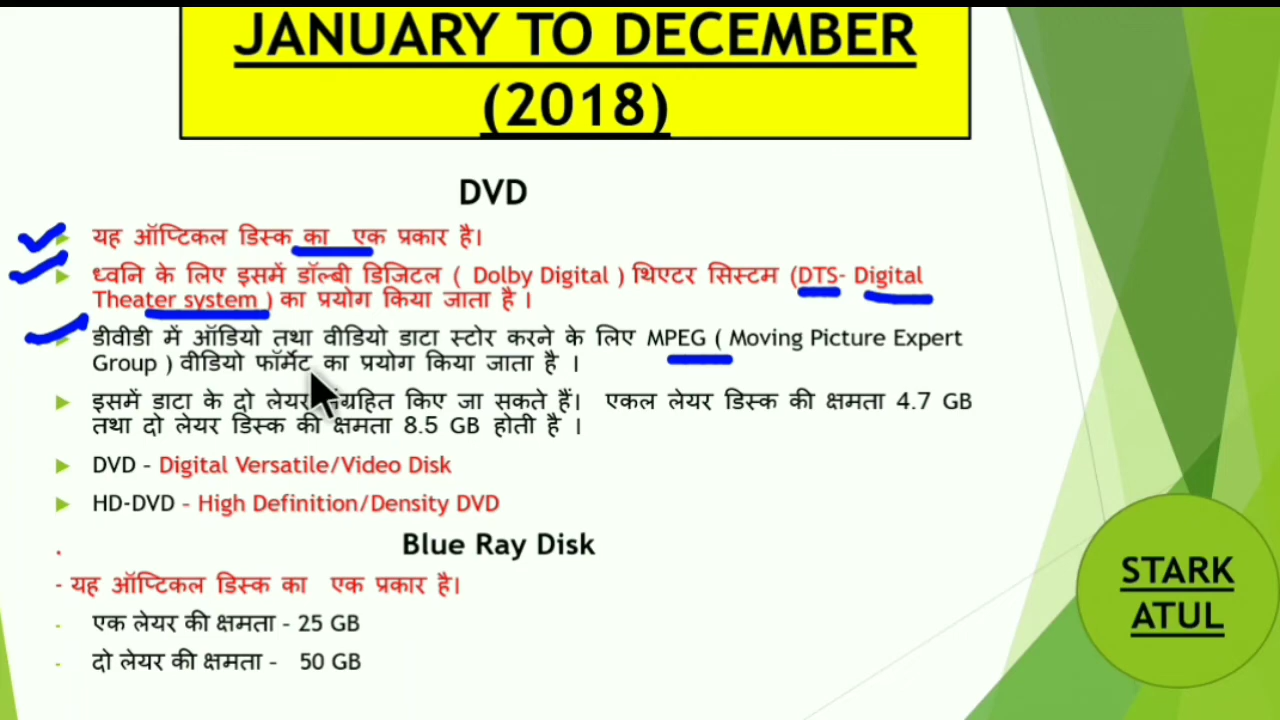 JANUARY TO DECEMBER
(2018)
DVD
यह ऑप्टिकल डिस्क का एक प्रकार है।
ध्वनि के लिए इसमें डॉल्बी डिजिटल ( Dolby Digital ) थिएटर सिस्टम (DTS- Digital
Theater system ) का प्रयोग किया जाता है ।
डीवीडी में ऑडियो तथा वीडियो डाटा स्टोर करने के लिए MPEG ( Moving Picture Expert
Group ) वीडियो फॉर्मेट का प्रयोग किया जाता है ।
इसमें डाटा के दो लेयर किए जा सकते हैं। एकल लेयर डिस्क की क्षमता 4.7 GB
तथा दो लेयर डिस्क की क्षमता 8.5 GB होती है ।
DVD - Digital Versatile/Video Disk
HD-DVD - High Definition/Density DVD
Blue Ray Disk
- यह ऑप्टिकल डिस्क का एक प्रकार है।
- एक लेयर की क्षमता - 25 GB
- दो लेयर की क्षमता - 50 GB
STARK
ATUL